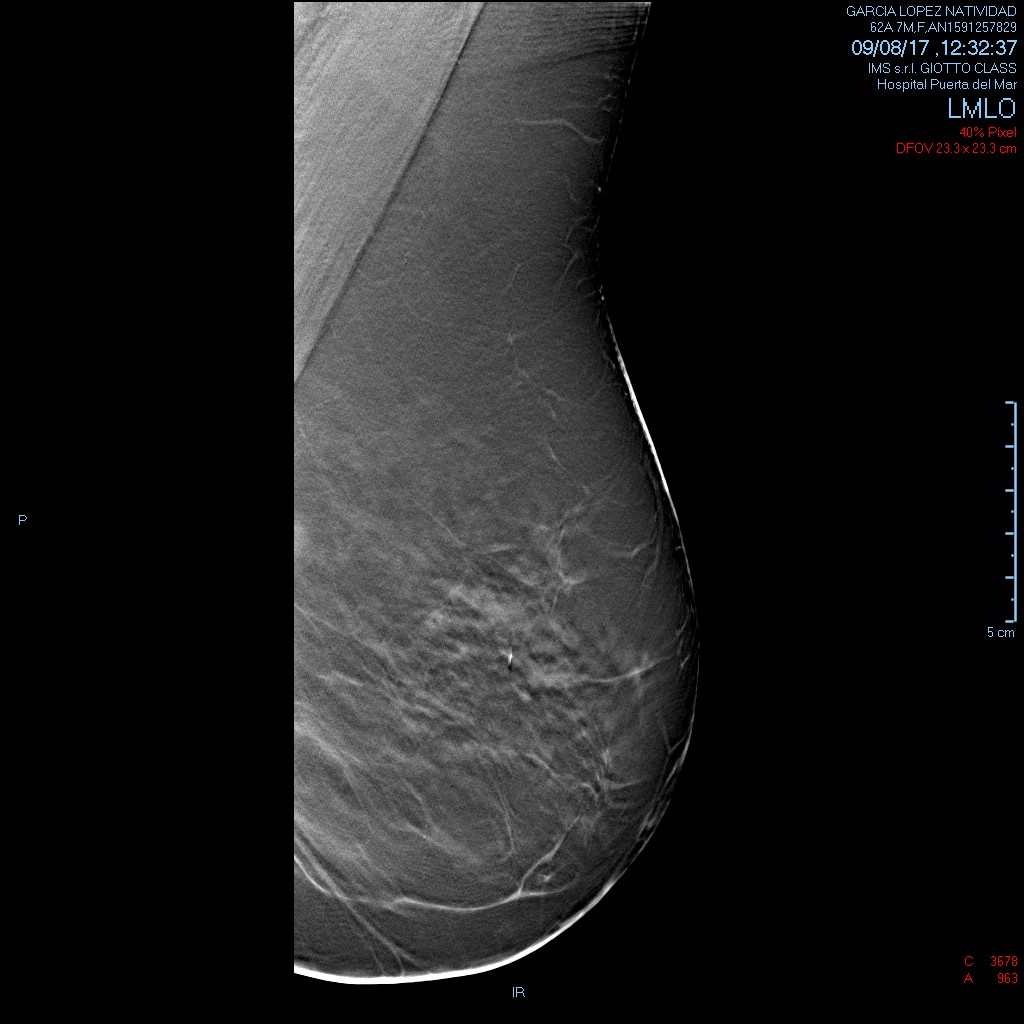 GARCIA LOPEZ NATIVIDAD
62A 7M,F,AN1591257829
09/08/17 ,12:32:37
IMS s.r.l. GIOTTO CLASS
Hospital Puerta del Mar
LMLO
40% Pixel
DFOV 23.3 x 23.3 cm
P
5 cm
C 3678
A 963
IR